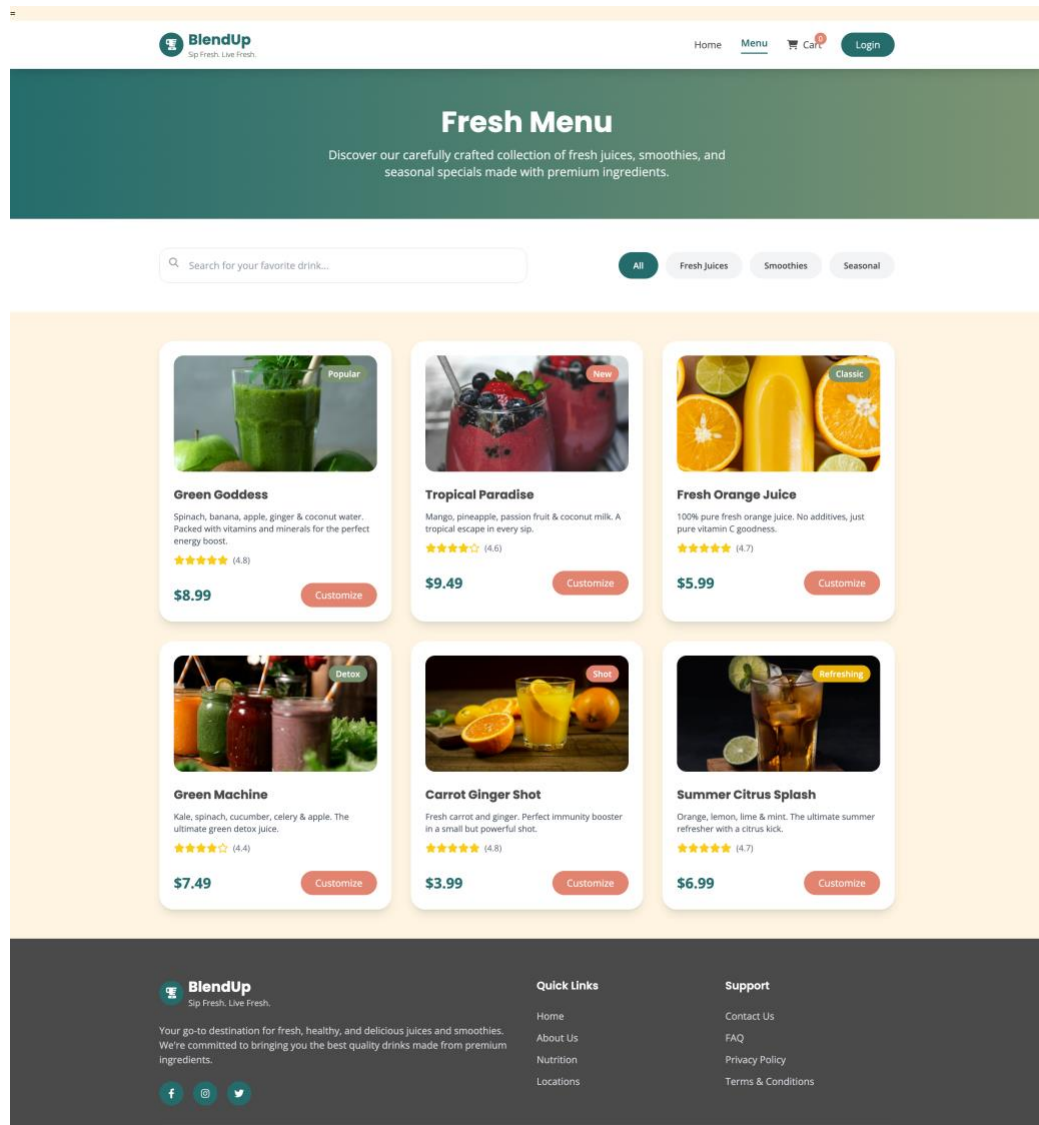 =
BlendUp
Sip Fresh. Live Fresh.
Home Menu Cart 0 Login
Fresh Menu
Discover our carefully crafted collection of fresh juices, smoothies, and
seasonal specials made with premium ingredients.
Search for your favorite drink...
All Fresh Juices Smoothies Seasonal
Popular
Green Goddess
Spinach, banana, apple, ginger & coconut water.
Packed with vitamins and minerals for the perfect
energy boost.
(4.8)
$8.99 Customize
New
Tropical Paradise
Mango, pineapple, passion fruit & coconut milk. A
tropical escape in every sip.
(4.6)
$9.49 Customize
Classic
Fresh Orange Juice
100% pure fresh orange juice. No additives, just
pure vitamin C goodness.
(4.7)
$5.99 Customize
Detox
Green Machine
Kale, spinach, cucumber, celery & apple. The
ultimate green detox juice.
(4.4)
$7.49 Customize
Shot
Carrot Ginger Shot
Fresh carrot and ginger. Perfect immunity booster
in a small but powerful shot.
(4.8)
$3.99 Customize
Refreshing
Summer Citrus Splash
Orange, lemon, lime & mint. The ultimate summer
refresher with a citrus kick.
(4.7)
$6.99 Customize
BlendUp
Sip Fresh. Live Fresh.
Your go-to destination for fresh, healthy, and delicious juices and smoothies.
We're committed to bringing you the best quality drinks made from premium
ingredients.
Quick Links
Home
About Us
Nutrition
Locations
Support
Contact Us
FAQ
Privacy Policy
Terms & Conditions